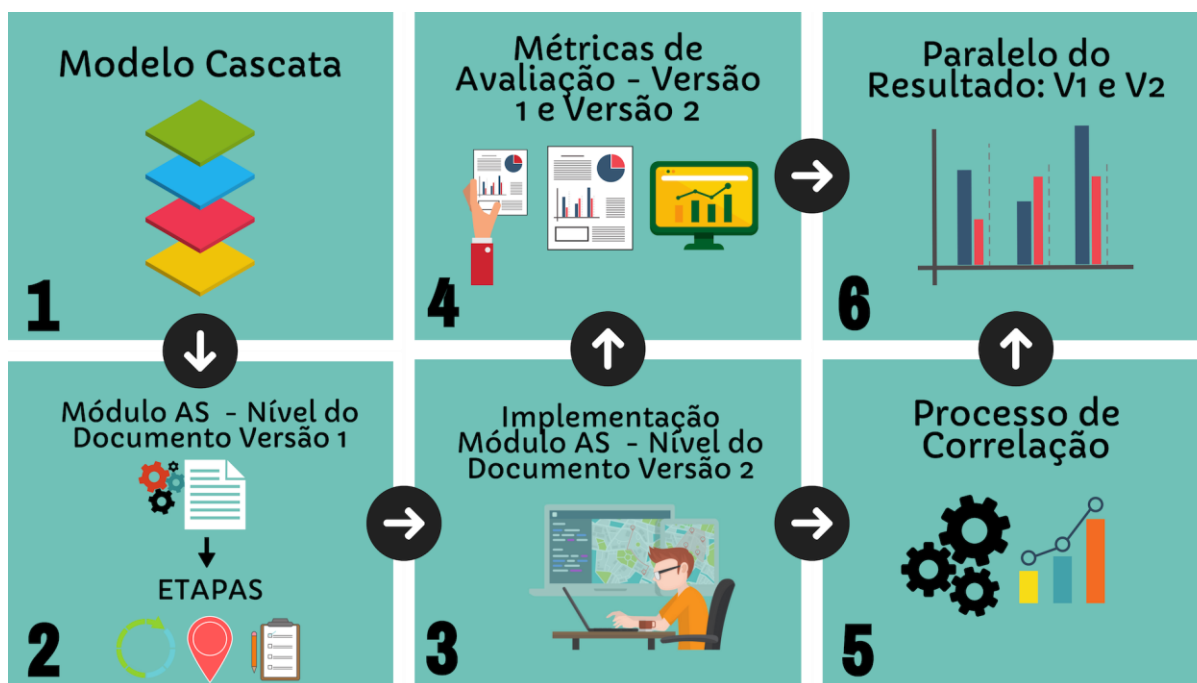 Modelo Cascata
1
Módulo AS - Nível do
Documento Versão 1
ETAPAS
2
Implementação
Módulo AS - Nível do
Documento Versão 2
3
Métricas de
Avaliação - Versão
1 e Versão 2
4
Processo de
Correlação
5
Paralelo do
Resultado: V1 e V2
6